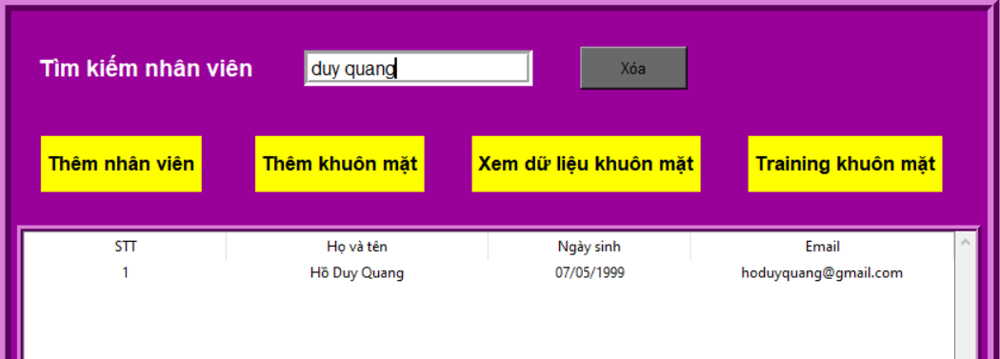 Tìm kiếm nhân viên duy quang Xóa
Thêm nhân viên Thêm khuôn mặt Xem dữ liệu khuôn mặt Training khuôn mặt
STT Họ và tên Ngày sinh Email
1 Hồ Duy Quang 07/05/1999 hoduyquang@gmail.com